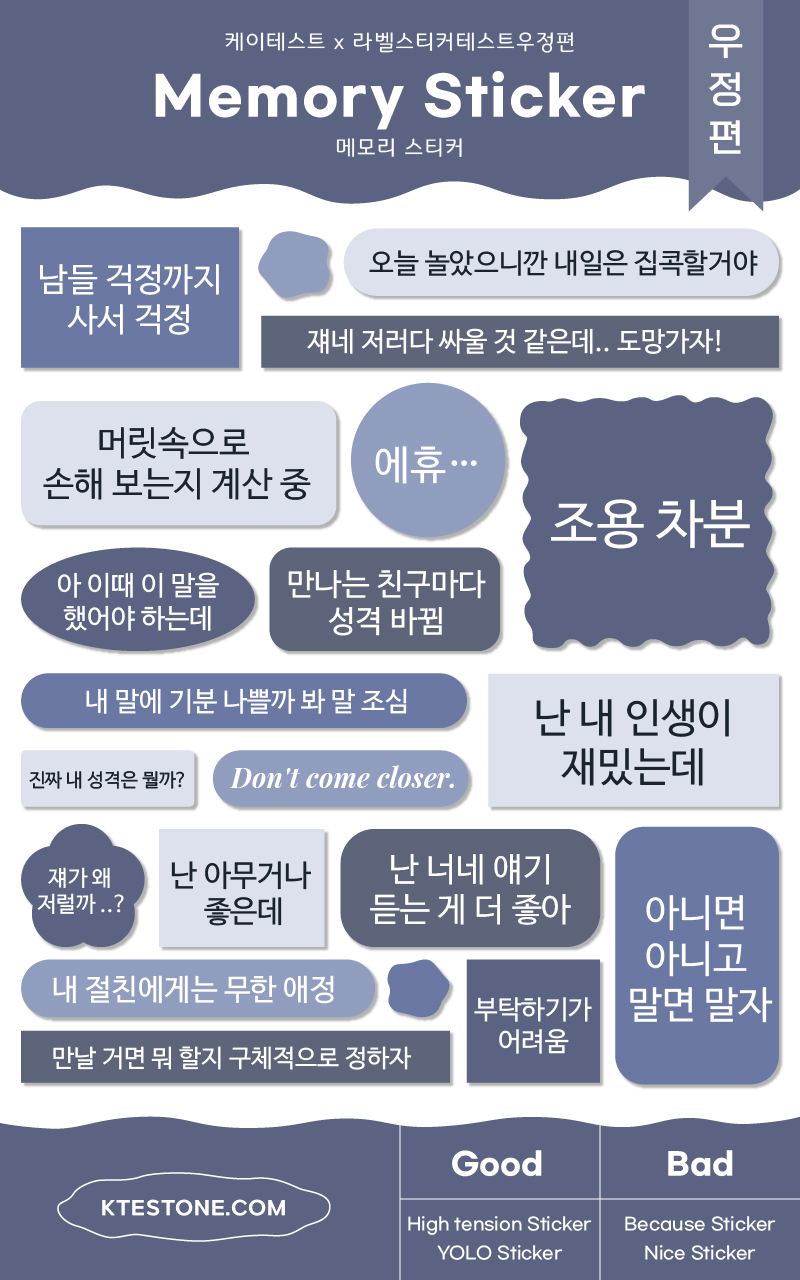 케이테스트 x 라벨스티커테스트우정편
Memory Sticker
메모리 스티커
우
정
편
남들 걱정까지
사서 걱정
오늘 놀았으니깐 내일은 집콕할거야
쟤네 저러다 싸울 것 같은데.. 도망가자!
머릿속으로
손해 보는지 계산 중
에휴···
조용 차분
아 이때 이 말을
했어야 하는데
만나는 친구마다
성격 바뀜
내 말에 기분 나쁠까 봐 말 조심
난 내 인생이
재밌는데
진짜 내 성격은 뭘까?
Don't come closer.
쟤가 왜
저럴까 ..?
난 아무거나
좋은데
난 너네 얘기
듣는 게 더 좋아
아니면
아니고
말면 말자
내 절친에게는 무한 애정
부탁하기가
어려움
만날 거면 뭐 할지 구체적으로 정하자
KTESTONE.COM
Good
Bad
High tension Sticker
YOLO Sticker
Because Sticker
Nice Sticker